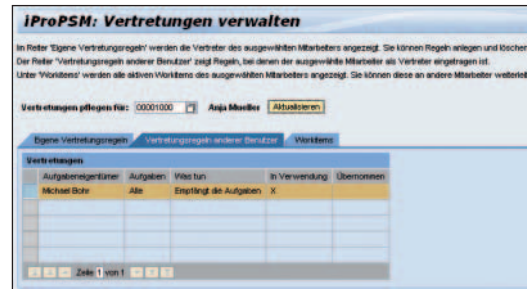 iProPSM: Vertretungen verwalten
Im Reiter 'Eigene Vertretungsregeln' werden die Vertreter des ausgewählten Mitarbeiters angezeigt. Sie können Regeln anlegen und löschen
Der Reiter 'Vertretungsregeln anderer Benutzer' zeigt Regeln, bei denen der ausgewählte Mitarbeiter als Vertreter eingetragen ist.
Unter 'Workitems' werden alle aktiven Workitems des ausgewählten Mitarbeiters angezeigt. Sie können diese an andere Mitarbeiter weiterleit
Vertretungen pflegen für: 00001000 Anja Mueller Aktualisieren
Eigene Vertretungsregeln Vertretungsregeln anderer Benutzer Workitems
Vertretungen
Aufgabeneigentümer Aufgaben Was tun In Verwendung Übernommen
Michael Bohr Alle Empfängt die Aufgaben X
Zeile 1 von 1